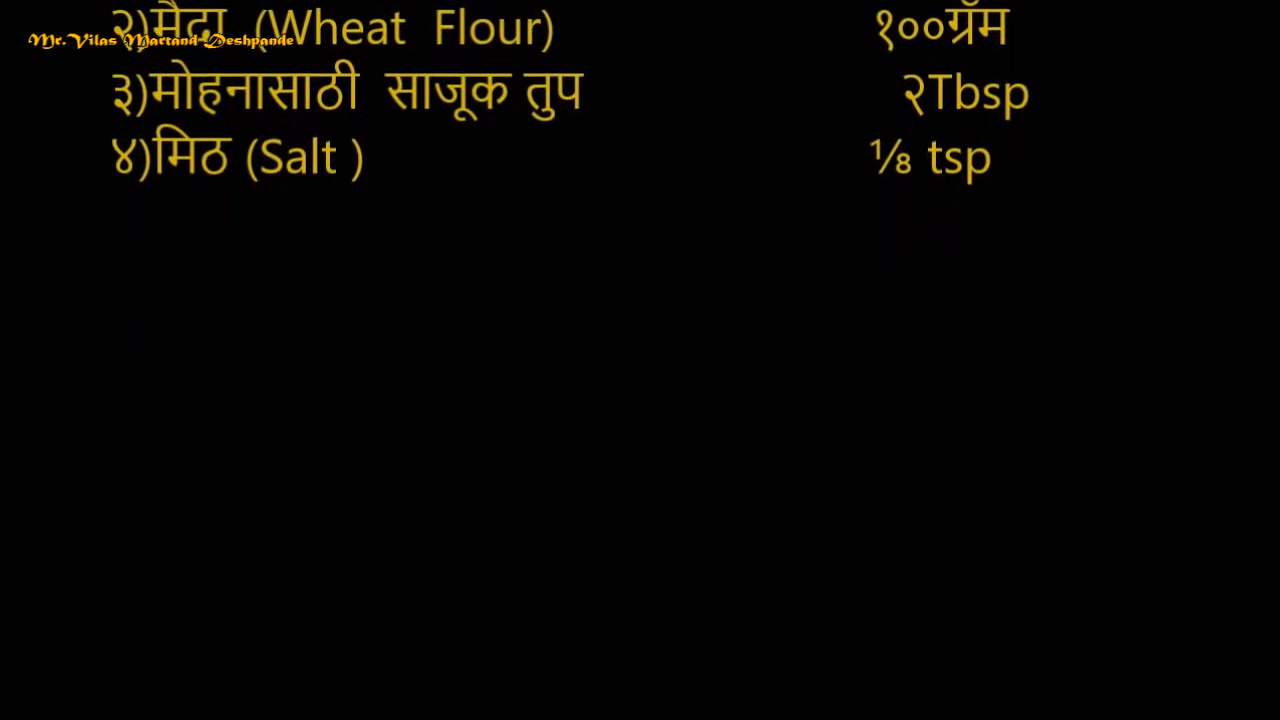 २)मैदा (Wheat Flour) १००ग्रॅम
Mr.Vilas Martand Deshpande
३)मोहनासाठी साजूक तुप २Tbsp
४)मिठ (Salt ) ⅛ tsp